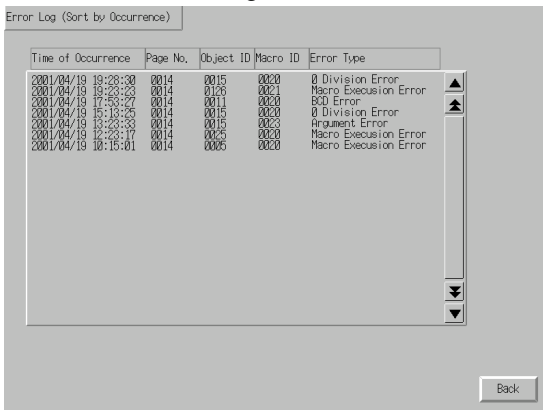 Error Log (Sort by Occurrence)
Time of Occurrence Page No. Object ID Macro ID Error Type
2001/04/19 19:28:30 0014 0015 0020 0 Division Error
2001/04/19 19:23:23 0014 0126 0021 Macro Execusion Error
2001/04/19 17:53:27 0014 0011 0020 BCD Error
2001/04/19 15:13:25 0014 0015 0020 0 Division Error
2001/04/19 13:23:33 0014 0015 0023 Argument Error
2001/04/19 12:23:17 0014 0025 0020 Macro Execusion Error
2001/04/19 10:15:01 0014 0005 0020 Macro Execusion Error
Back